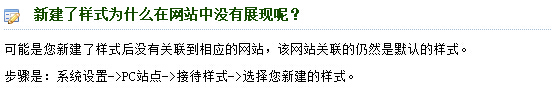 新建了样式为什么在网站中没有展现呢？
可能是您新建了样式后没有关联到相应的网站，该网站关联的仍然是默认的样式。
步骤是：系统设置->PC站点->接待样式->选择您新建的样式。